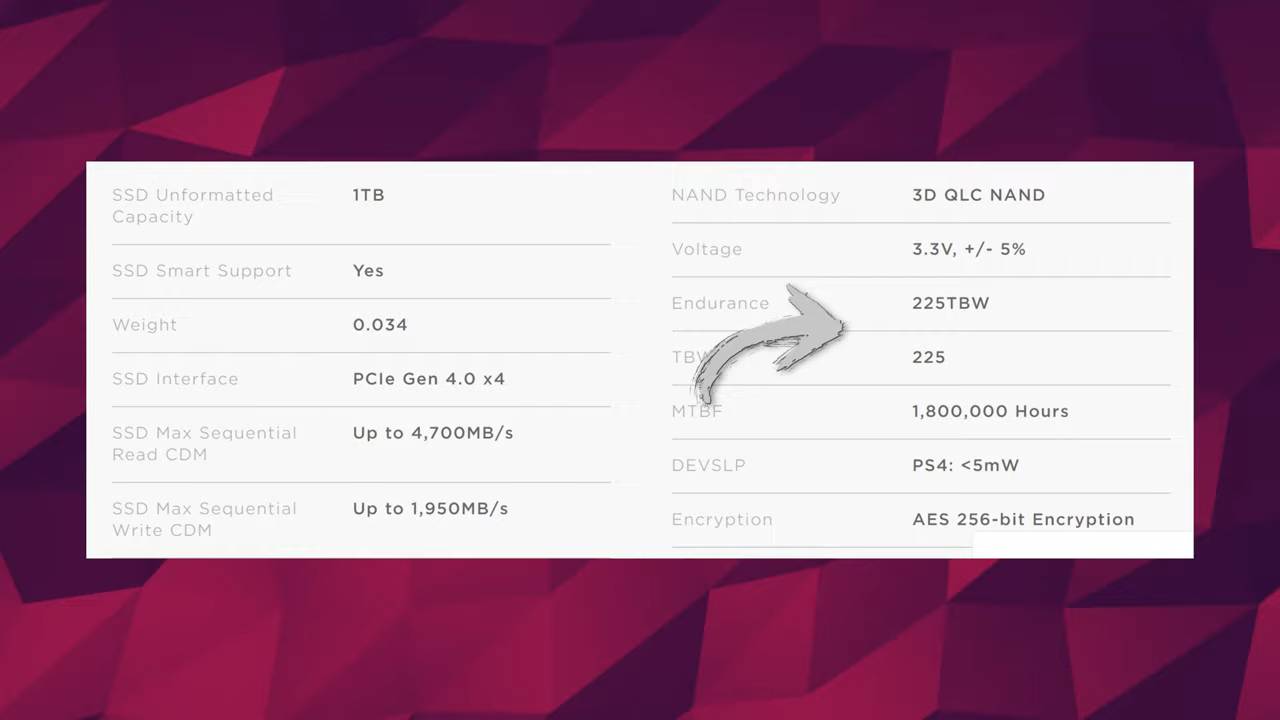 SSD Unformatted
Capacity
1TB
SSD Smart Support
Yes
Weight
0.034
SSD Interface
PCIe Gen 4.0 x4
SSD Max Sequential
Read CDM
Up to 4,700MB/s
SSD Max Sequential
Write CDM
Up to 1,950MB/s
NAND Technology
3D QLC NAND
Voltage
3.3V, +/- 5%
Endurance
225TBW
TBW
225
MTBF
1,800,000 Hours
DEVSLP
PS4: <5mW
Encryption
AES 256-bit Encryption